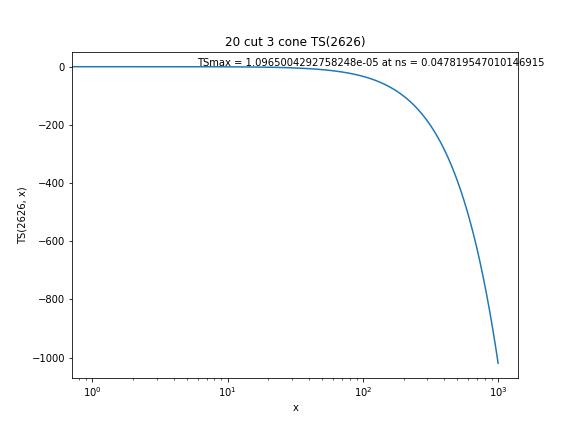 20 cut 3 cone TS(2626)
TSmax = 1.0965004292758248e-05 at ns = 0.047819547010146915
TS(2626, x)
0
−200
−400
−600
−800
−1000
10⁰
10¹
10²
10³
x